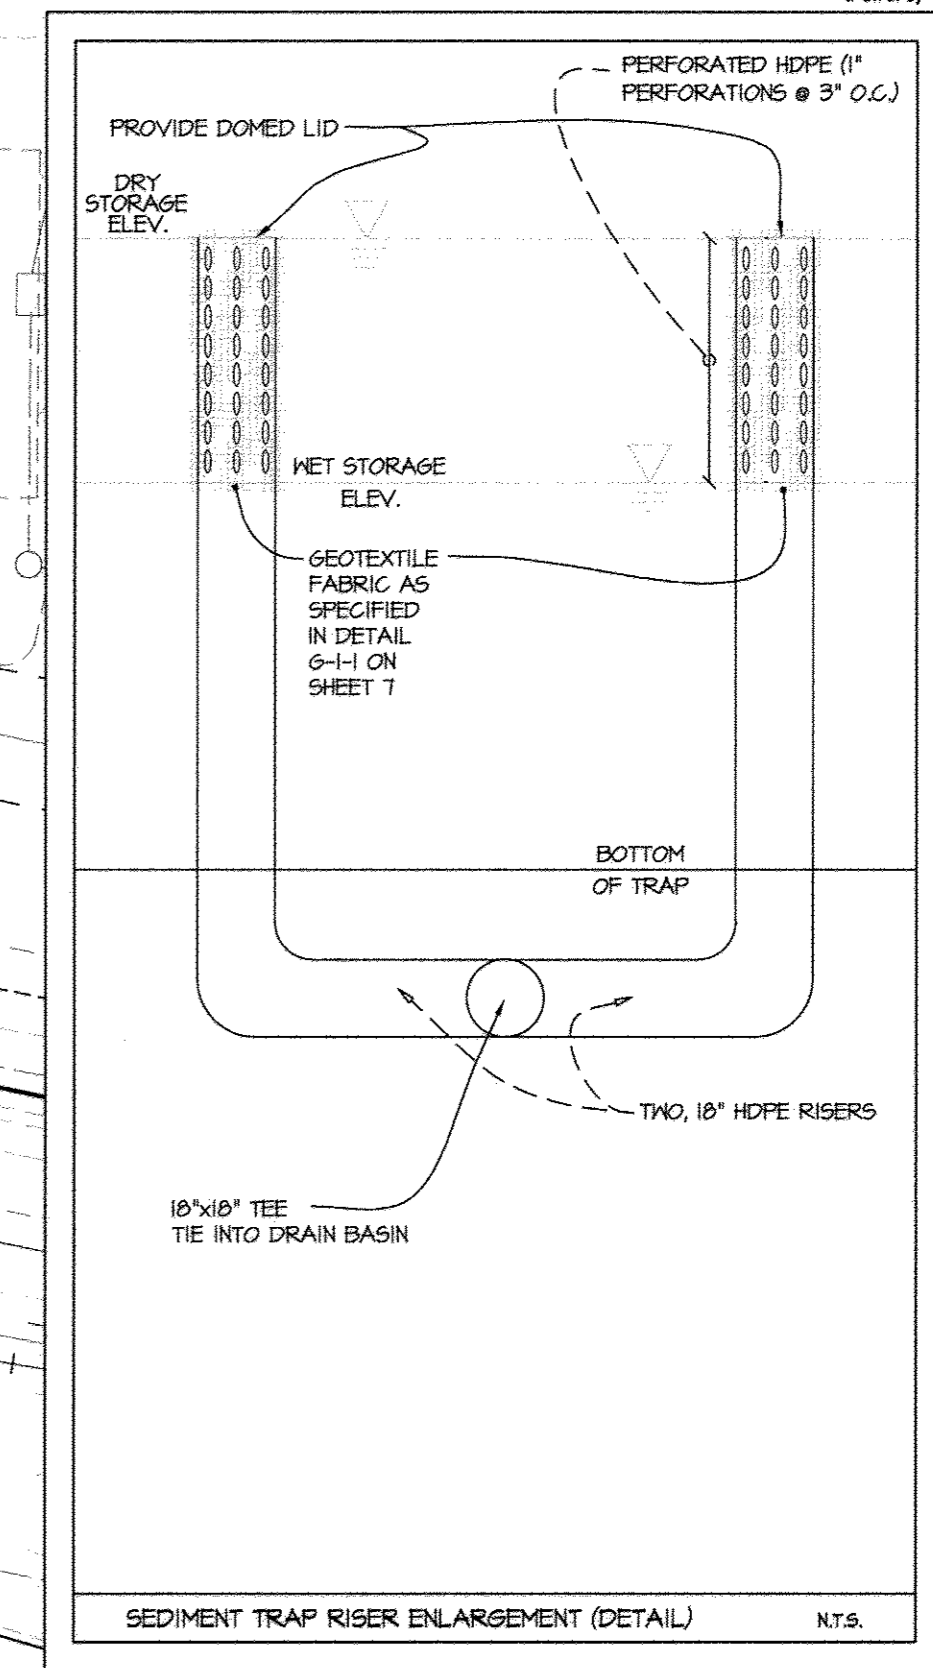 PERFORATED HDPE (1"
PERFORATIONS @ 3" O.C.)
PROVIDE DOMED LID
DRY
STORAGE
ELEV.
WET STORAGE
ELEV.
GEOTEXTILE
FABRIC AS
SPECIFIED
IN DETAIL
G-1-1 ON
SHEET 7
BOTTOM
OF TRAP
TWO, 18" HDPE RISERS
18"x18" TEE
TIE INTO DRAIN BASIN
SEDIMENT TRAP RISER ENLARGEMENT (DETAIL)
N.T.S.